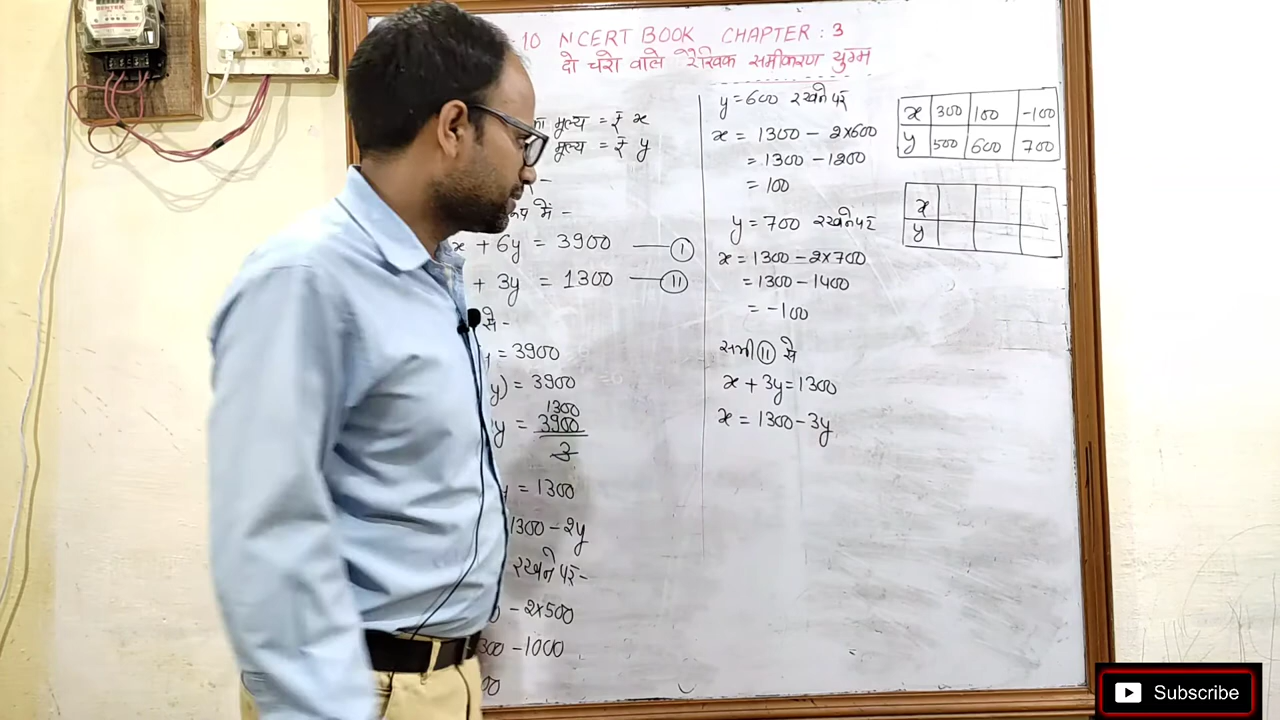 -10 NCERT BOOK CHAPTER : 3
दो चरो वाले रैखिक समीकरण युग्म
का मूल्य = ₹ x
मूल्य = ₹ y
में -
x + 6y = 3900 — (I)
+ 3y = 1300 — (II)
से -
= 3900
y) = 3900
1300
y = 3900
3
= 1300
1300 - 2y
रखने पर -
- 2×500
300 - 1000
00
y = 600 रखने पर
x = 1300 - 2×600
= 1300 - 1200
= 100
y = 700 रखने पर
x = 1300 - 2×700
= 1300 - 1400
= -100
समी (II) से
x + 3y = 1300
x = 1300 - 3y
x 300 100 -100
y 500 600 700
x
y
Subscribe